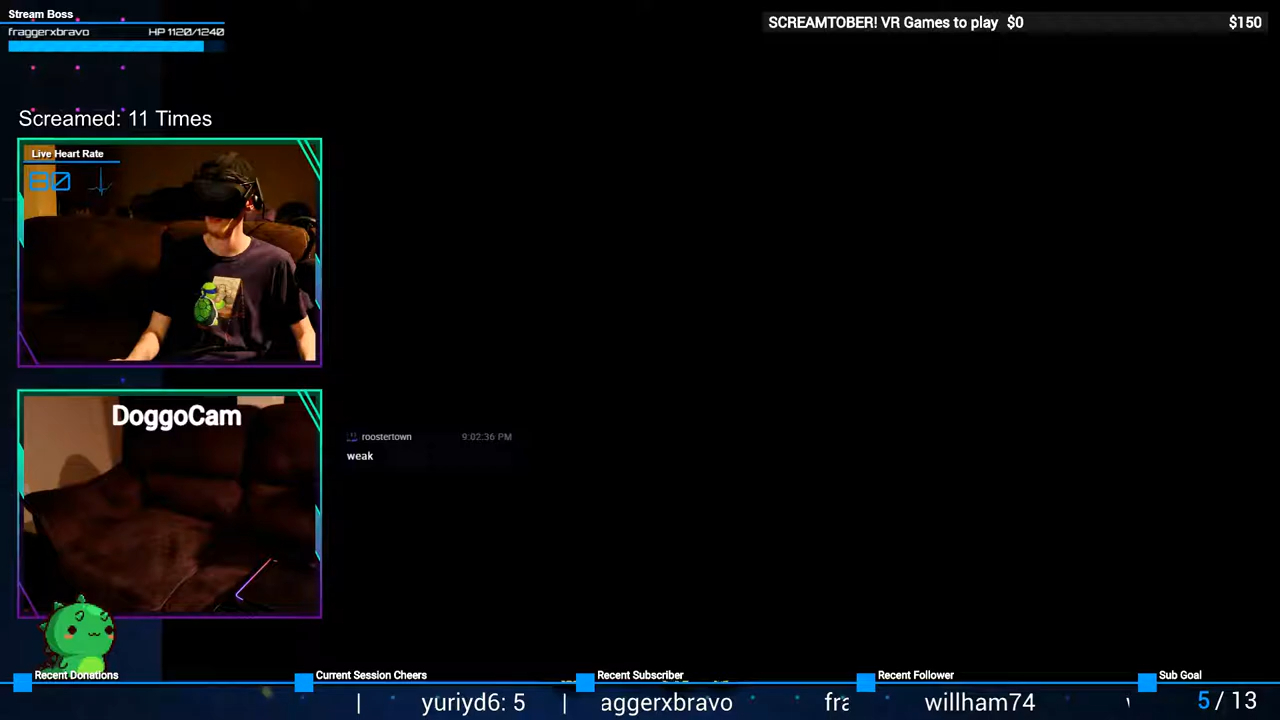 Stream Boss
fraggerxbravo HP 1120/1240
SCREAMTOBER! VR Games to play $0 $150
Screamed: 11 Times
Live Heart Rate
80
DoggoCam
roostertown 9:02:36 PM
weak
Recent Donations
Current Session Cheers
Recent Subscriber
Recent Follower
Sub Goal
| yuriyd6: 5 |
aggerxbravo
willham74
5 / 13